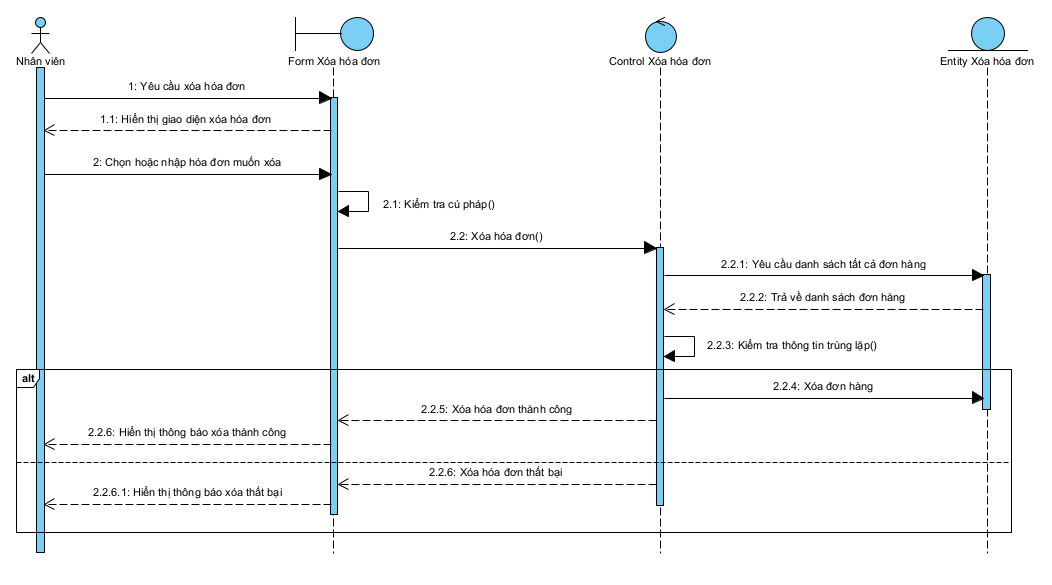 Nhân viên
Form Xóa hóa đơn
Control Xóa hóa đơn
Entity Xóa hóa đơn
1: Yêu cầu xóa hóa đơn
1.1: Hiển thị giao diện xóa hóa đơn
2: Chọn hoặc nhập hóa đơn muốn xóa
2.1: Kiểm tra cú pháp()
2.2: Xóa hóa đơn()
2.2.1: Yêu cầu danh sách tất cả đơn hàng
2.2.2: Trả về danh sách đơn hàng
2.2.3: Kiểm tra thông tin trùng lặp()
alt
2.2.4: Xóa đơn hàng
2.2.5: Xóa hóa đơn thành công
2.2.6: Hiển thị thông báo xóa thành công
2.2.6: Xóa hóa đơn thất bại
2.2.6.1: Hiển thị thông báo xóa thất bại